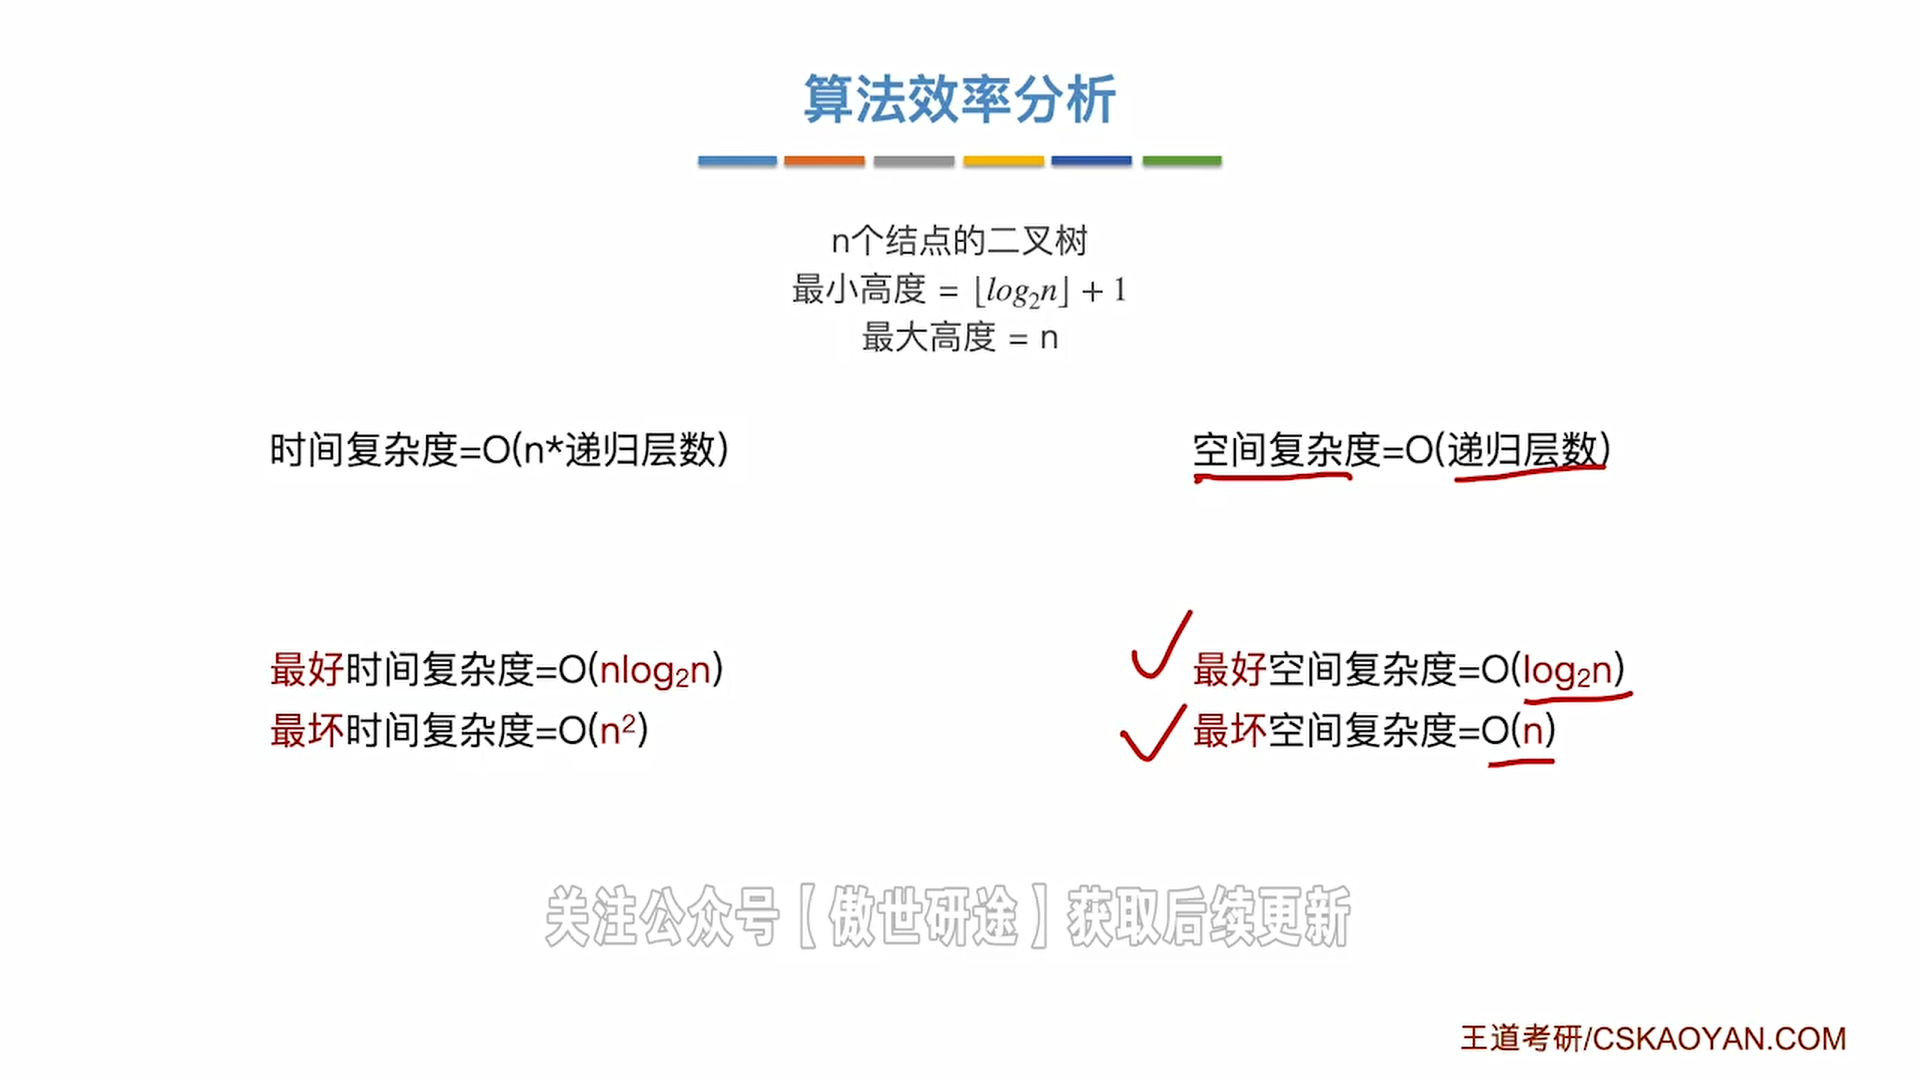 算法效率分析
n个结点的二叉树
最小高度 = ⌊log₂n⌋ + 1
最大高度 = n
时间复杂度=O(n*递归层数)
空间复杂度=O(递归层数)
最好时间复杂度=O(nlog₂n)
最坏时间复杂度=O(n²)
最好空间复杂度=O(log₂n)
最坏空间复杂度=O(n)
关注公众号【傲世研途】获取后续更新
王道考研/CSKAOYAN.COM